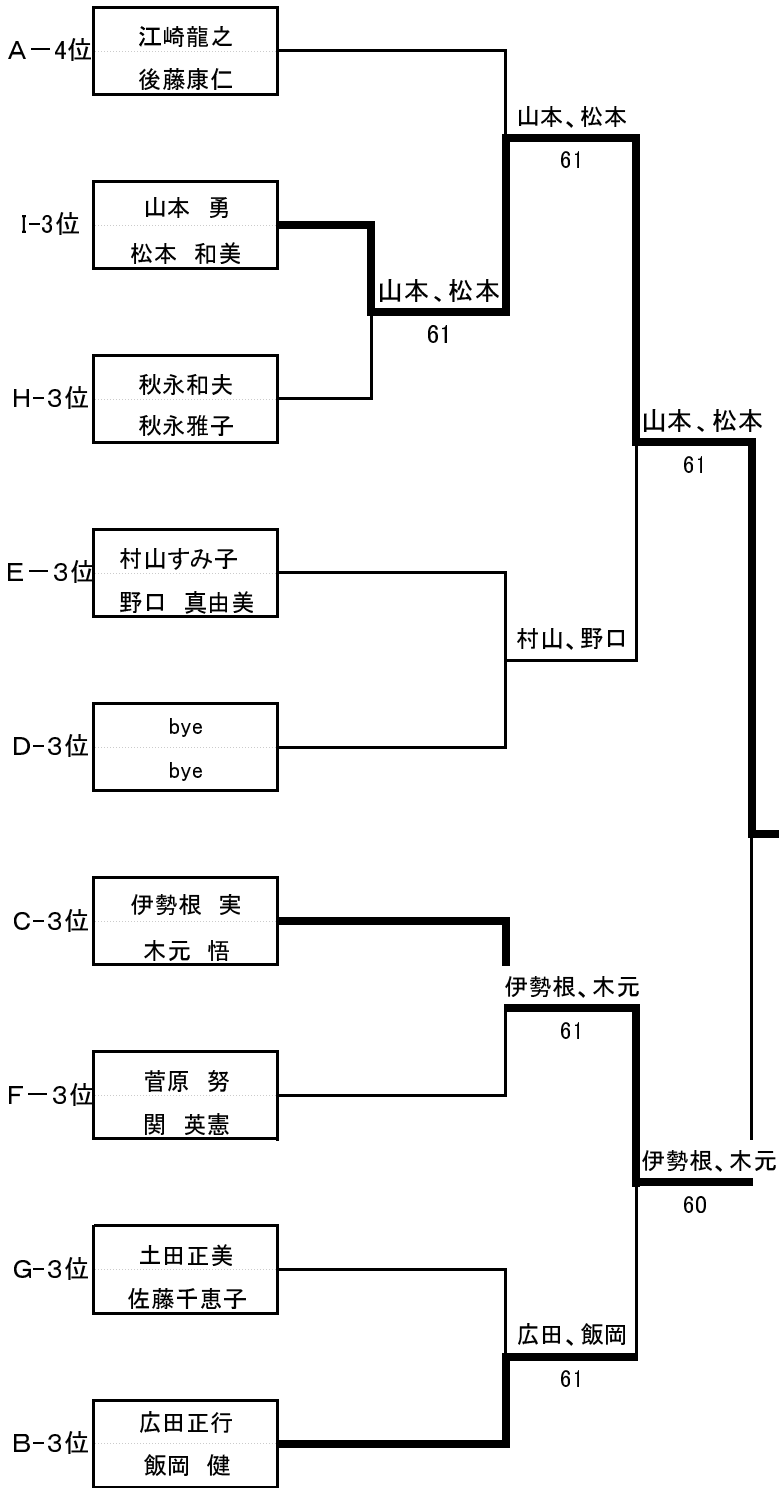 A－4位
江崎龍之
後藤康仁
山本、松本
61
I-3位
山本　勇
松本　和美
山本、松本
61
H-3位
秋永和夫
秋永雅子
山本、松本
61
E－3位
村山すみ子
野口　真由美
村山、野口
D-3位
bye
bye
C-3位
伊勢根　実
木元　悟
伊勢根、木元
61
F－3位
菅原　努
関　英憲
伊勢根、木元
60
G-3位
土田正美
佐藤千恵子
広田、飯岡
61
B-3位
広田正行
飯岡　健